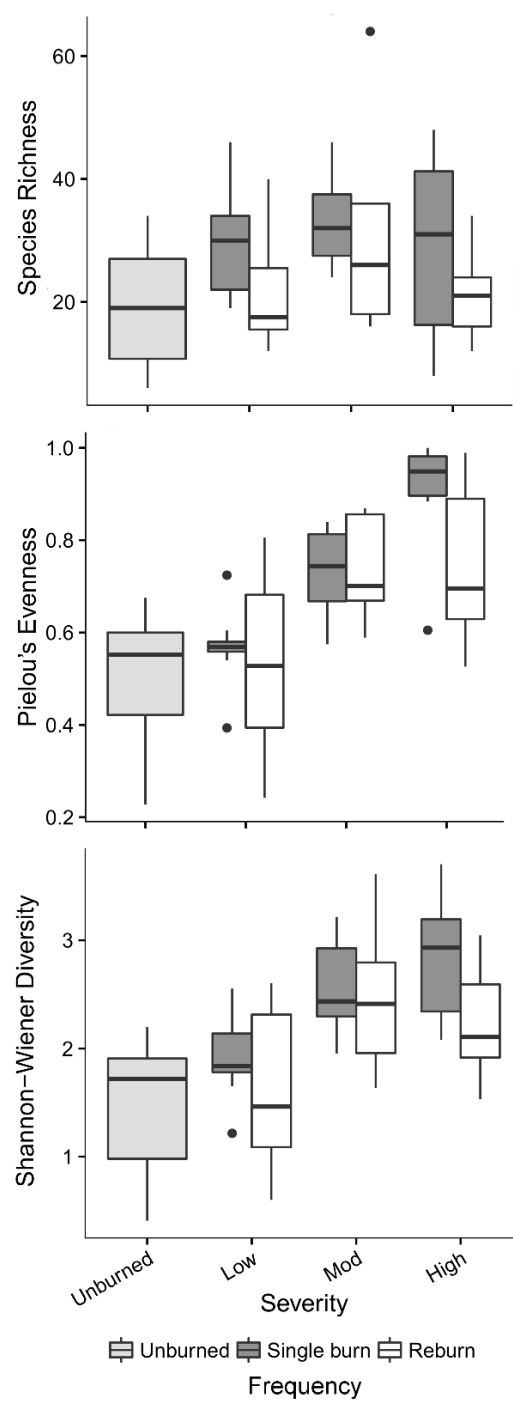 Species Richness
60
40
20
Pielou's Evenness
1.0
0.8
0.6
0.4
0.2
Shannon−Wiener Diversity
3
2
1
Unburned
Low
Mod
High
Severity
Unburned Single burn Reburn
Frequency